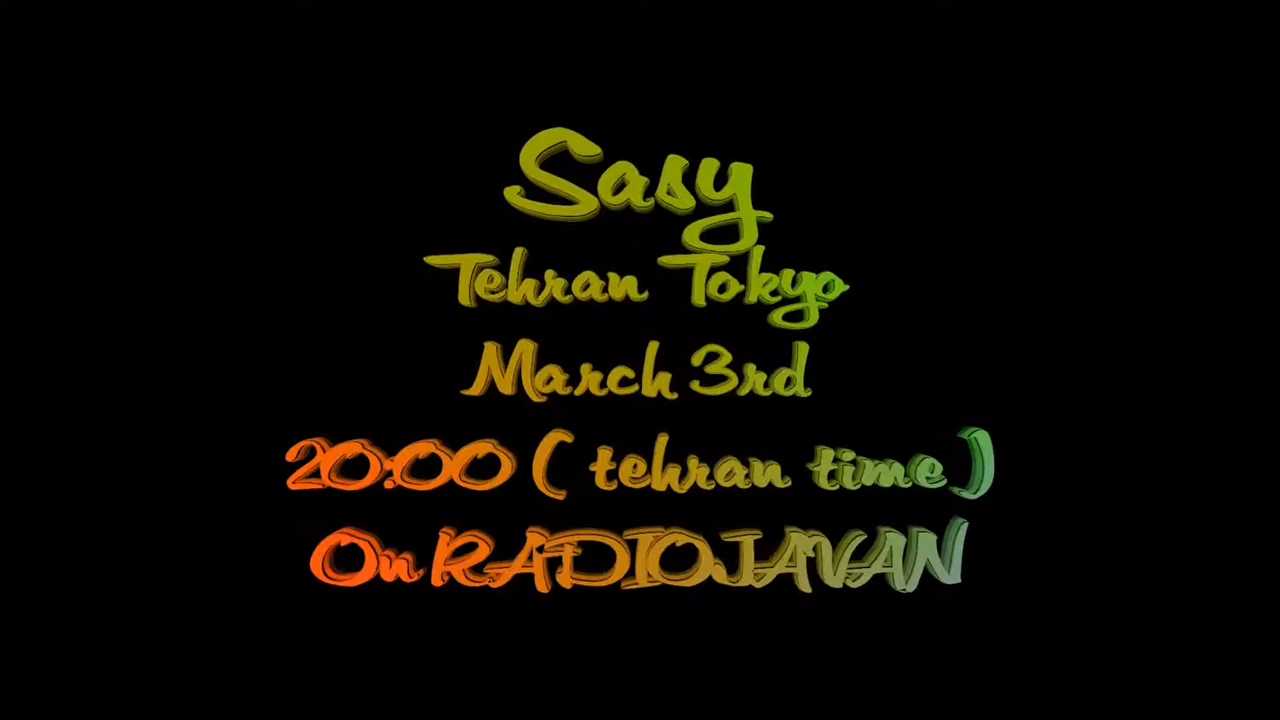 Sasy
Tehran Tokyo
March 3rd
20:00 ( tehran time )
On RADIOJAVAN